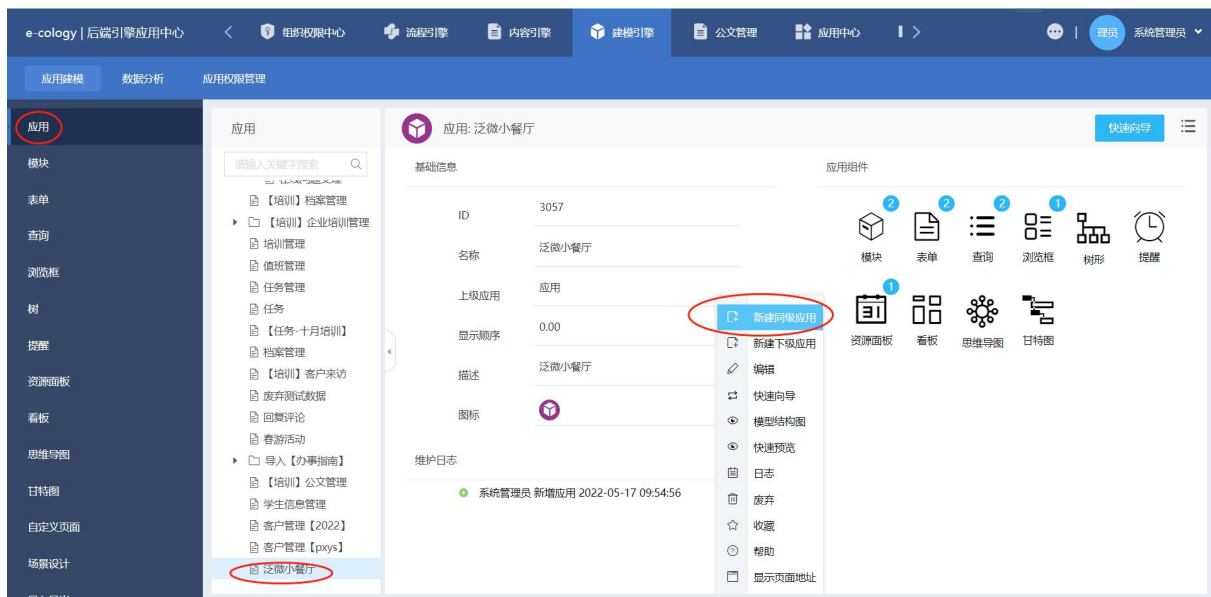 e-cology | 后端引擎应用中心
组织权限中心
流程引擎
内容引擎
建模引擎
公文管理
应用中心
理员
系统管理员
应用建模
数据分析
应用权限管理
应用
模块
表单
查询
浏览框
树
提醒
资源面板
看板
思维导图
甘特图
自定义页面
场景设计
应用
请输入关键字搜索
【培训】档案管理
【培训】企业培训管理
培训管理
值班管理
任务管理
任务
【任务-十月培训】
档案管理
【培训】客户来访
废弃测试数据
回复评论
春游活动
导入【办事指南】
【培训】公文管理
学生信息管理
客户管理【2022】
客户管理【pxys】
泛微小餐厅
应用: 泛微小餐厅
快速向导
基础信息
ID
3057
名称
泛微小餐厅
上级应用
应用
显示顺序
0.00
描述
泛微小餐厅
图标
维护日志
系统管理员 新增应用 2022-05-17 09:54:56
新建同级应用
新建下级应用
编辑
快速向导
模型结构图
快速预览
日志
废弃
收藏
帮助
显示页面地址
应用组件
2
2
2
1
模块
表单
查询
浏览框
树形
提醒
1
资源面板
看板
思维导图
甘特图